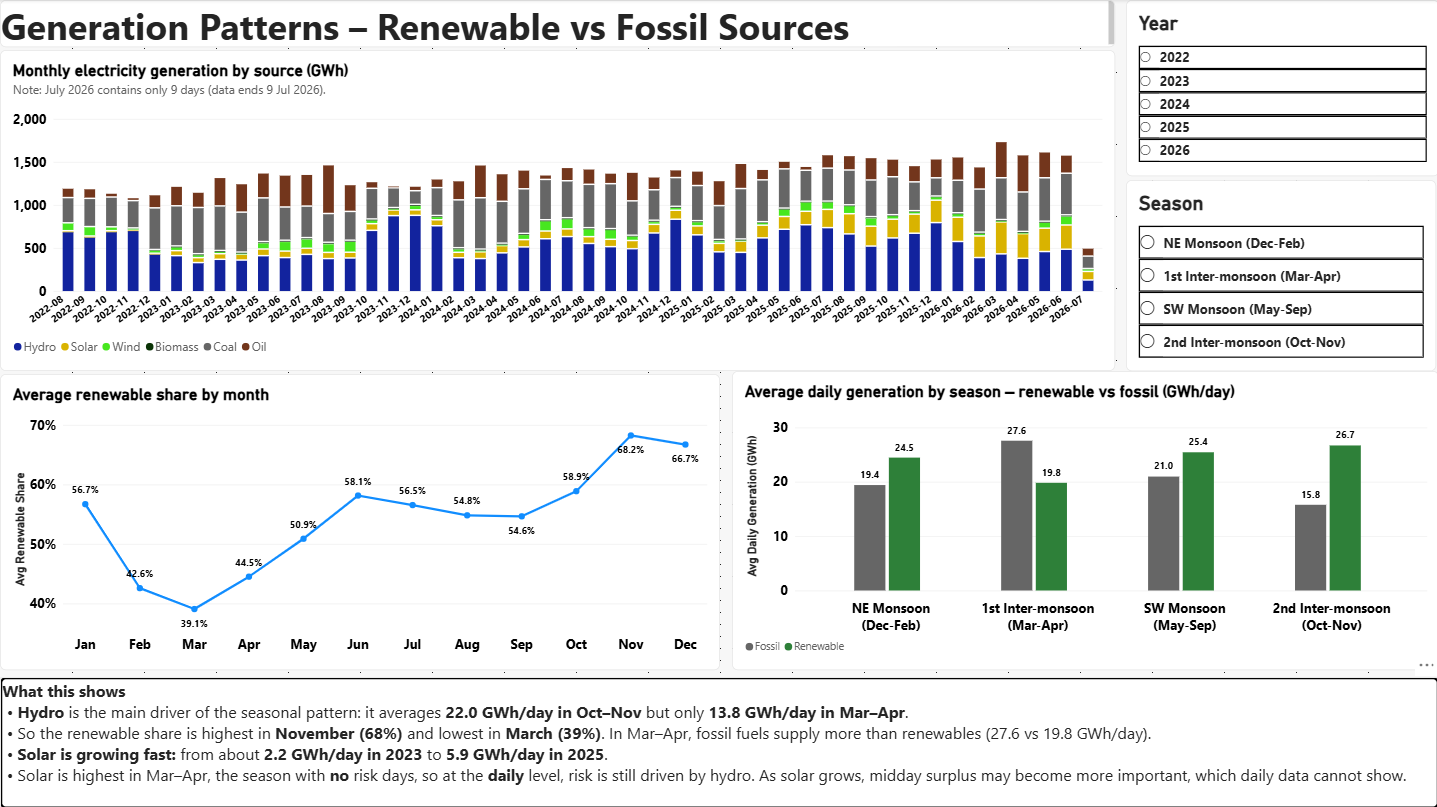 Generation Patterns – Renewable vs Fossil Sources
Monthly electricity generation by source (GWh)
Note: July 2026 contains only 9 days (data ends 9 Jul 2026).
2,000
1,500
1,000
500
0
2022-08 2022-09 2022-10 2022-11 2022-12 2023-01 2023-02 2023-03 2023-04 2023-05 2023-06 2023-07 2023-08 2023-09 2023-10 2023-11 2023-12 2024-01 2024-02 2024-03 2024-04 2024-05 2024-06 2024-07 2024-08 2024-09 2024-10 2024-11 2024-12 2025-01 2025-02 2025-03 2025-04 2025-05 2025-06 2025-07 2025-08 2025-09 2025-10 2025-11 2025-12 2026-01 2026-02 2026-03 2026-04 2026-05 2026-06 2026-07
Hydro Solar Wind Biomass Coal Oil
Year
2022
2023
2024
2025
2026
Season
NE Monsoon (Dec-Feb)
1st Inter-monsoon (Mar-Apr)
SW Monsoon (May-Sep)
2nd Inter-monsoon (Oct-Nov)
Average renewable share by month
Avg Renewable Share
70%
60%
50%
40%
56.7% 42.6% 39.1% 44.5% 50.9% 58.1% 56.5% 54.8% 54.6% 58.9% 68.2% 66.7%
Jan Feb Mar Apr May Jun Jul Aug Sep Oct Nov Dec
Average daily generation by season – renewable vs fossil (GWh/day)
Avg Daily Generation (GWh)
30
20
10
0
19.4 24.5 27.6 19.8 21.0 25.4 15.8 26.7
NE Monsoon 1st Inter-monsoon SW Monsoon 2nd Inter-monsoon
(Dec-Feb) (Mar-Apr) (May-Sep) (Oct-Nov)
Fossil Renewable
What this shows
• Hydro is the main driver of the seasonal pattern: it averages 22.0 GWh/day in Oct–Nov but only 13.8 GWh/day in Mar–Apr.
• So the renewable share is highest in November (68%) and lowest in March (39%). In Mar–Apr, fossil fuels supply more than renewables (27.6 vs 19.8 GWh/day).
• Solar is growing fast: from about 2.2 GWh/day in 2023 to 5.9 GWh/day in 2025.
• Solar is highest in Mar–Apr, the season with no risk days, so at the daily level, risk is still driven by hydro. As solar grows, midday surplus may become more important, which daily data cannot show.